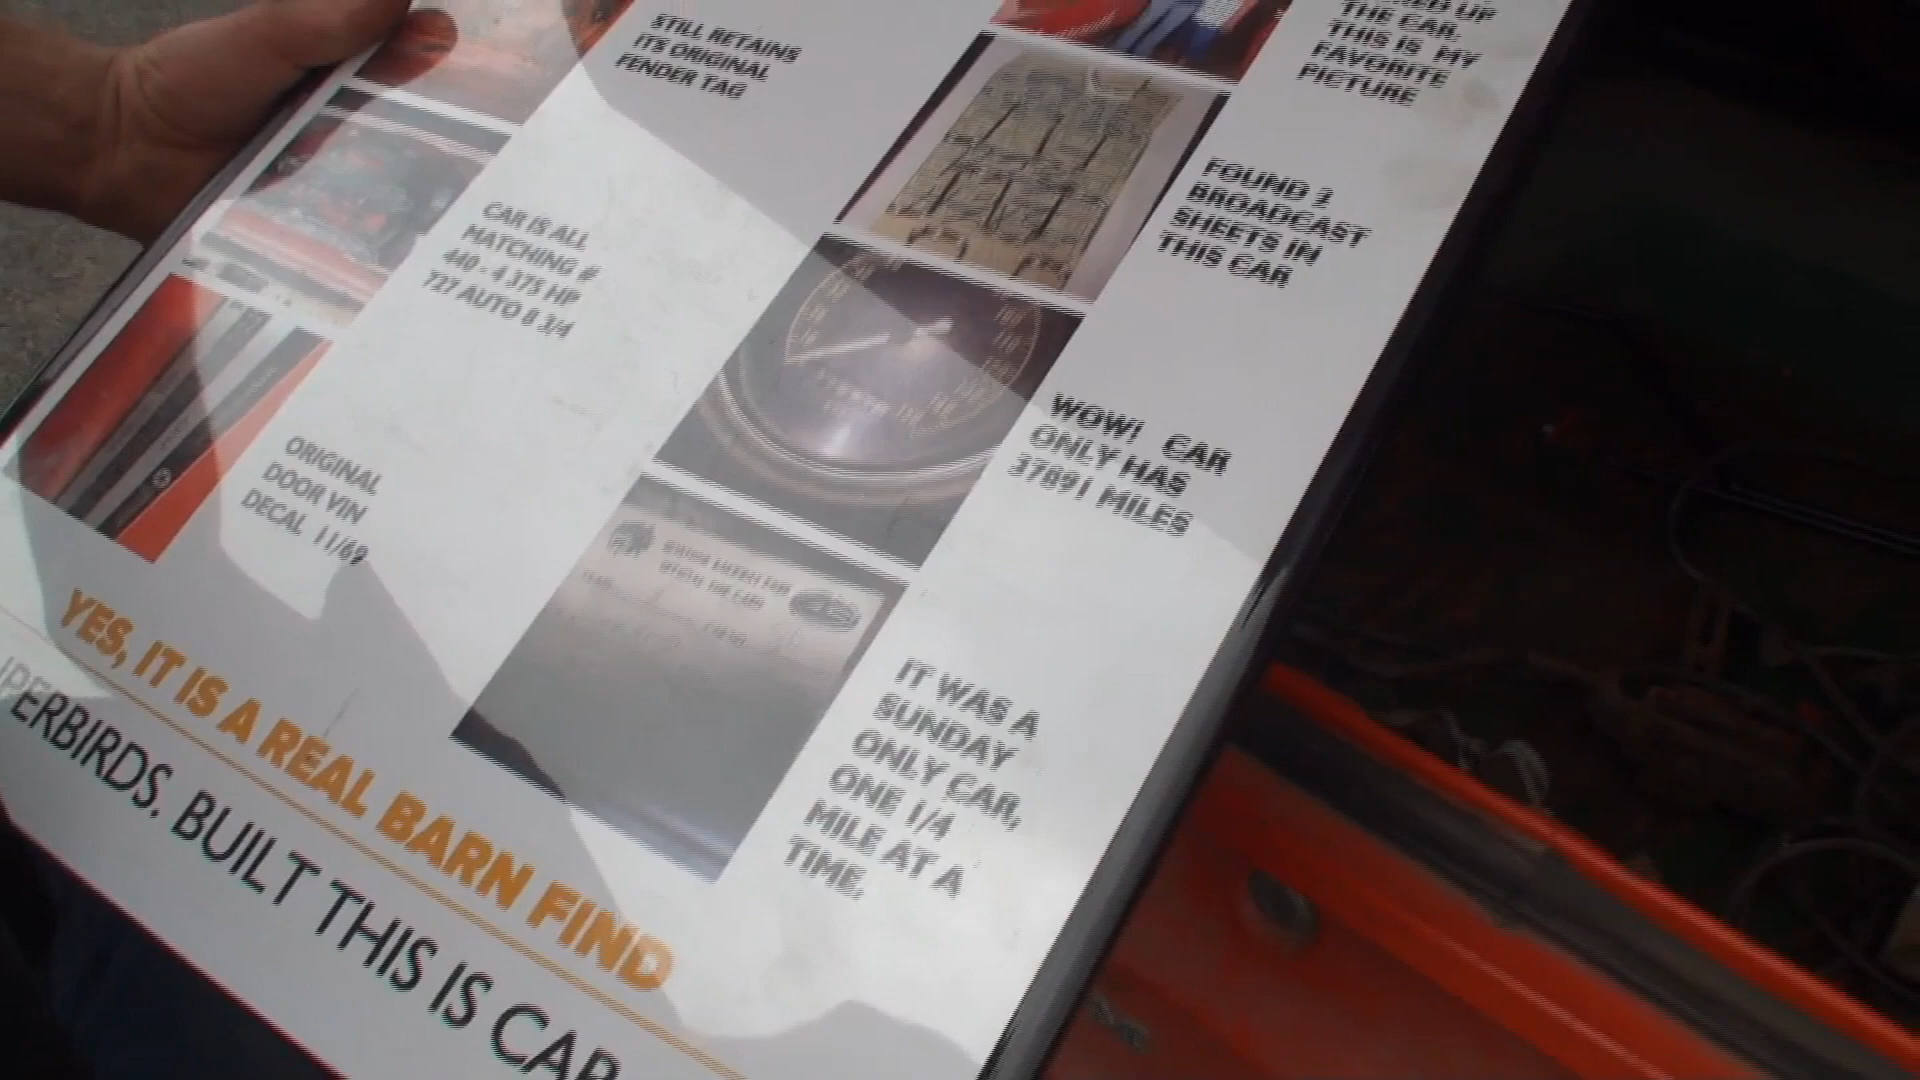 STILL RETAINS
ITS ORIGINAL
FENDER TAG
UP
THE CAR.
THIS IS MY
FAVORITE
PICTURE
CAR IS ALL
MATCHING #
440 - 4 375 HP
727 AUTO 8 3/4
FOUND 2
BROADCAST
SHEETS IN
THIS CAR
ORIGINAL
DOOR VIN
DECAL 11/69
WOW! CAR
ONLY HAS
37891 MILES
IT WAS A
SUNDAY
ONLY CAR,
ONE 1/4
MILE AT A
TIME.
YES, IT IS A REAL BARN FIND
PERBIRDS. BUILT THIS IS CAR